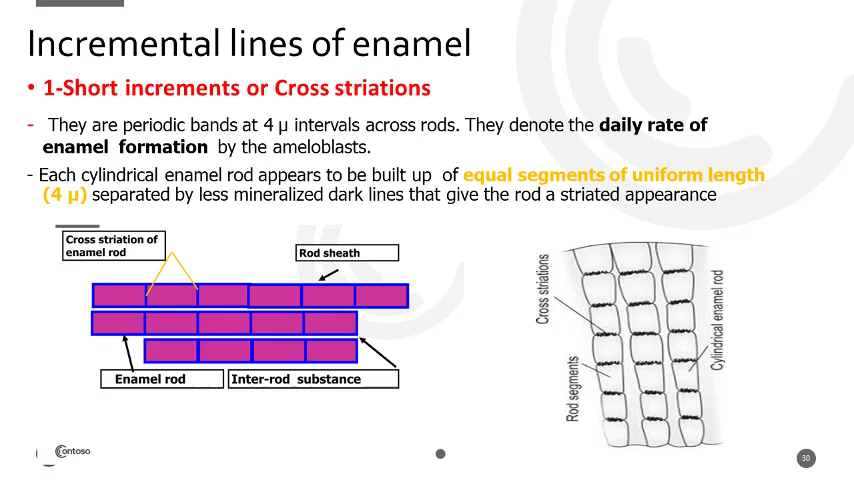 Incremental lines of enamel
• 1-Short increments or Cross striations
- They are periodic bands at 4 µ intervals across rods. They denote the daily rate of
enamel formation by the ameloblasts.
- Each cylindrical enamel rod appears to be built up of equal segments of uniform length
(4 µ) separated by less mineralized dark lines that give the rod a striated appearance
Cross striation of
enamel rod
Rod sheath
Enamel rod
Inter-rod substance
Cross striations
Rod segments
Cylindrical enamel rod
Contoso
30